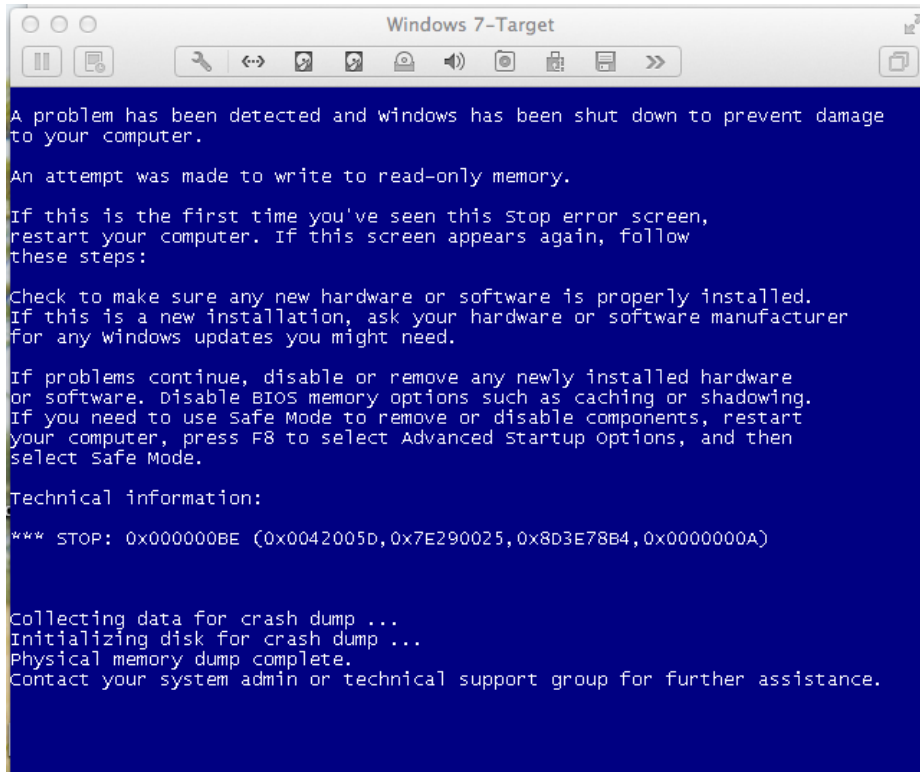 Windows 7-Target
A problem has been detected and windows has been shut down to prevent damage
to your computer.
An attempt was made to write to read-only memory.
If this is the first time you've seen this Stop error screen,
restart your computer. If this screen appears again, follow
these steps:
Check to make sure any new hardware or software is properly installed.
If this is a new installation, ask your hardware or software manufacturer
for any Windows updates you might need.
If problems continue, disable or remove any newly installed hardware
or software. Disable BIOS memory options such as caching or shadowing.
If you need to use Safe Mode to remove or disable components, restart
your computer, press F8 to select Advanced Startup Options, and then
select Safe Mode.
Technical information:
*** STOP: 0x000000BE (0x0042005D,0x7E290025,0x8D3E78B4,0x0000000A)
Collecting data for crash dump ...
Initializing disk for crash dump ...
Physical memory dump complete.
Contact your system admin or technical support group for further assistance.